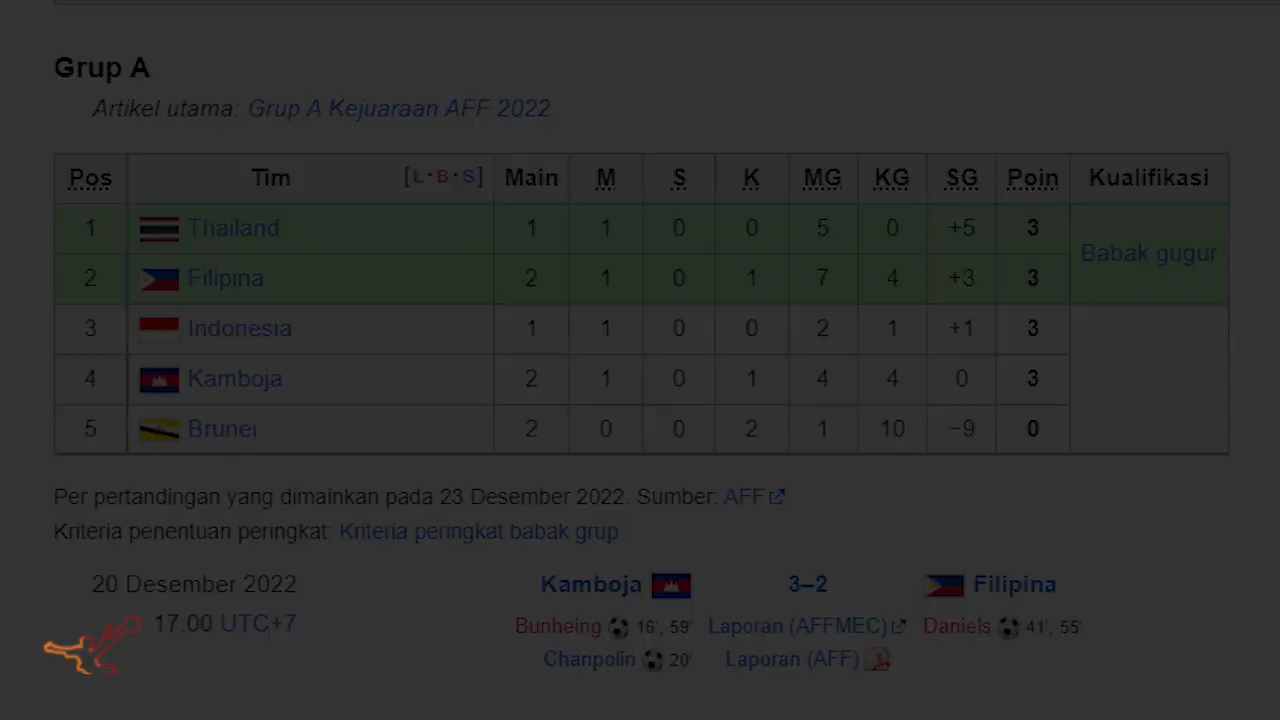 Grup A
Artikel utama: Grup A Kejuaraan AFF 2022
Pos Tim [L · B · S] Main M S K MG KG SG Poin Kualifikasi
1 Thailand 1 1 0 0 5 0 +5 3 Babak gugur
2 Filipina 2 1 0 1 7 4 +3 3
3 Indonesia 1 1 0 0 2 1 +1 3
4 Kamboja 2 1 0 1 4 4 0 3
5 Brunei 2 0 0 2 1 10 −9 0
Per pertandingan yang dimainkan pada 23 Desember 2022. Sumber: AFF
Kriteria penentuan peringkat: Kriteria peringkat babak grup
20 Desember 2022 Kamboja 3–2 Filipina
17.00 UTC+7 Bunheing 16', 59' Laporan (AFFMEC) Daniels 41', 55'
Chanpolin 20' Laporan (AFF)